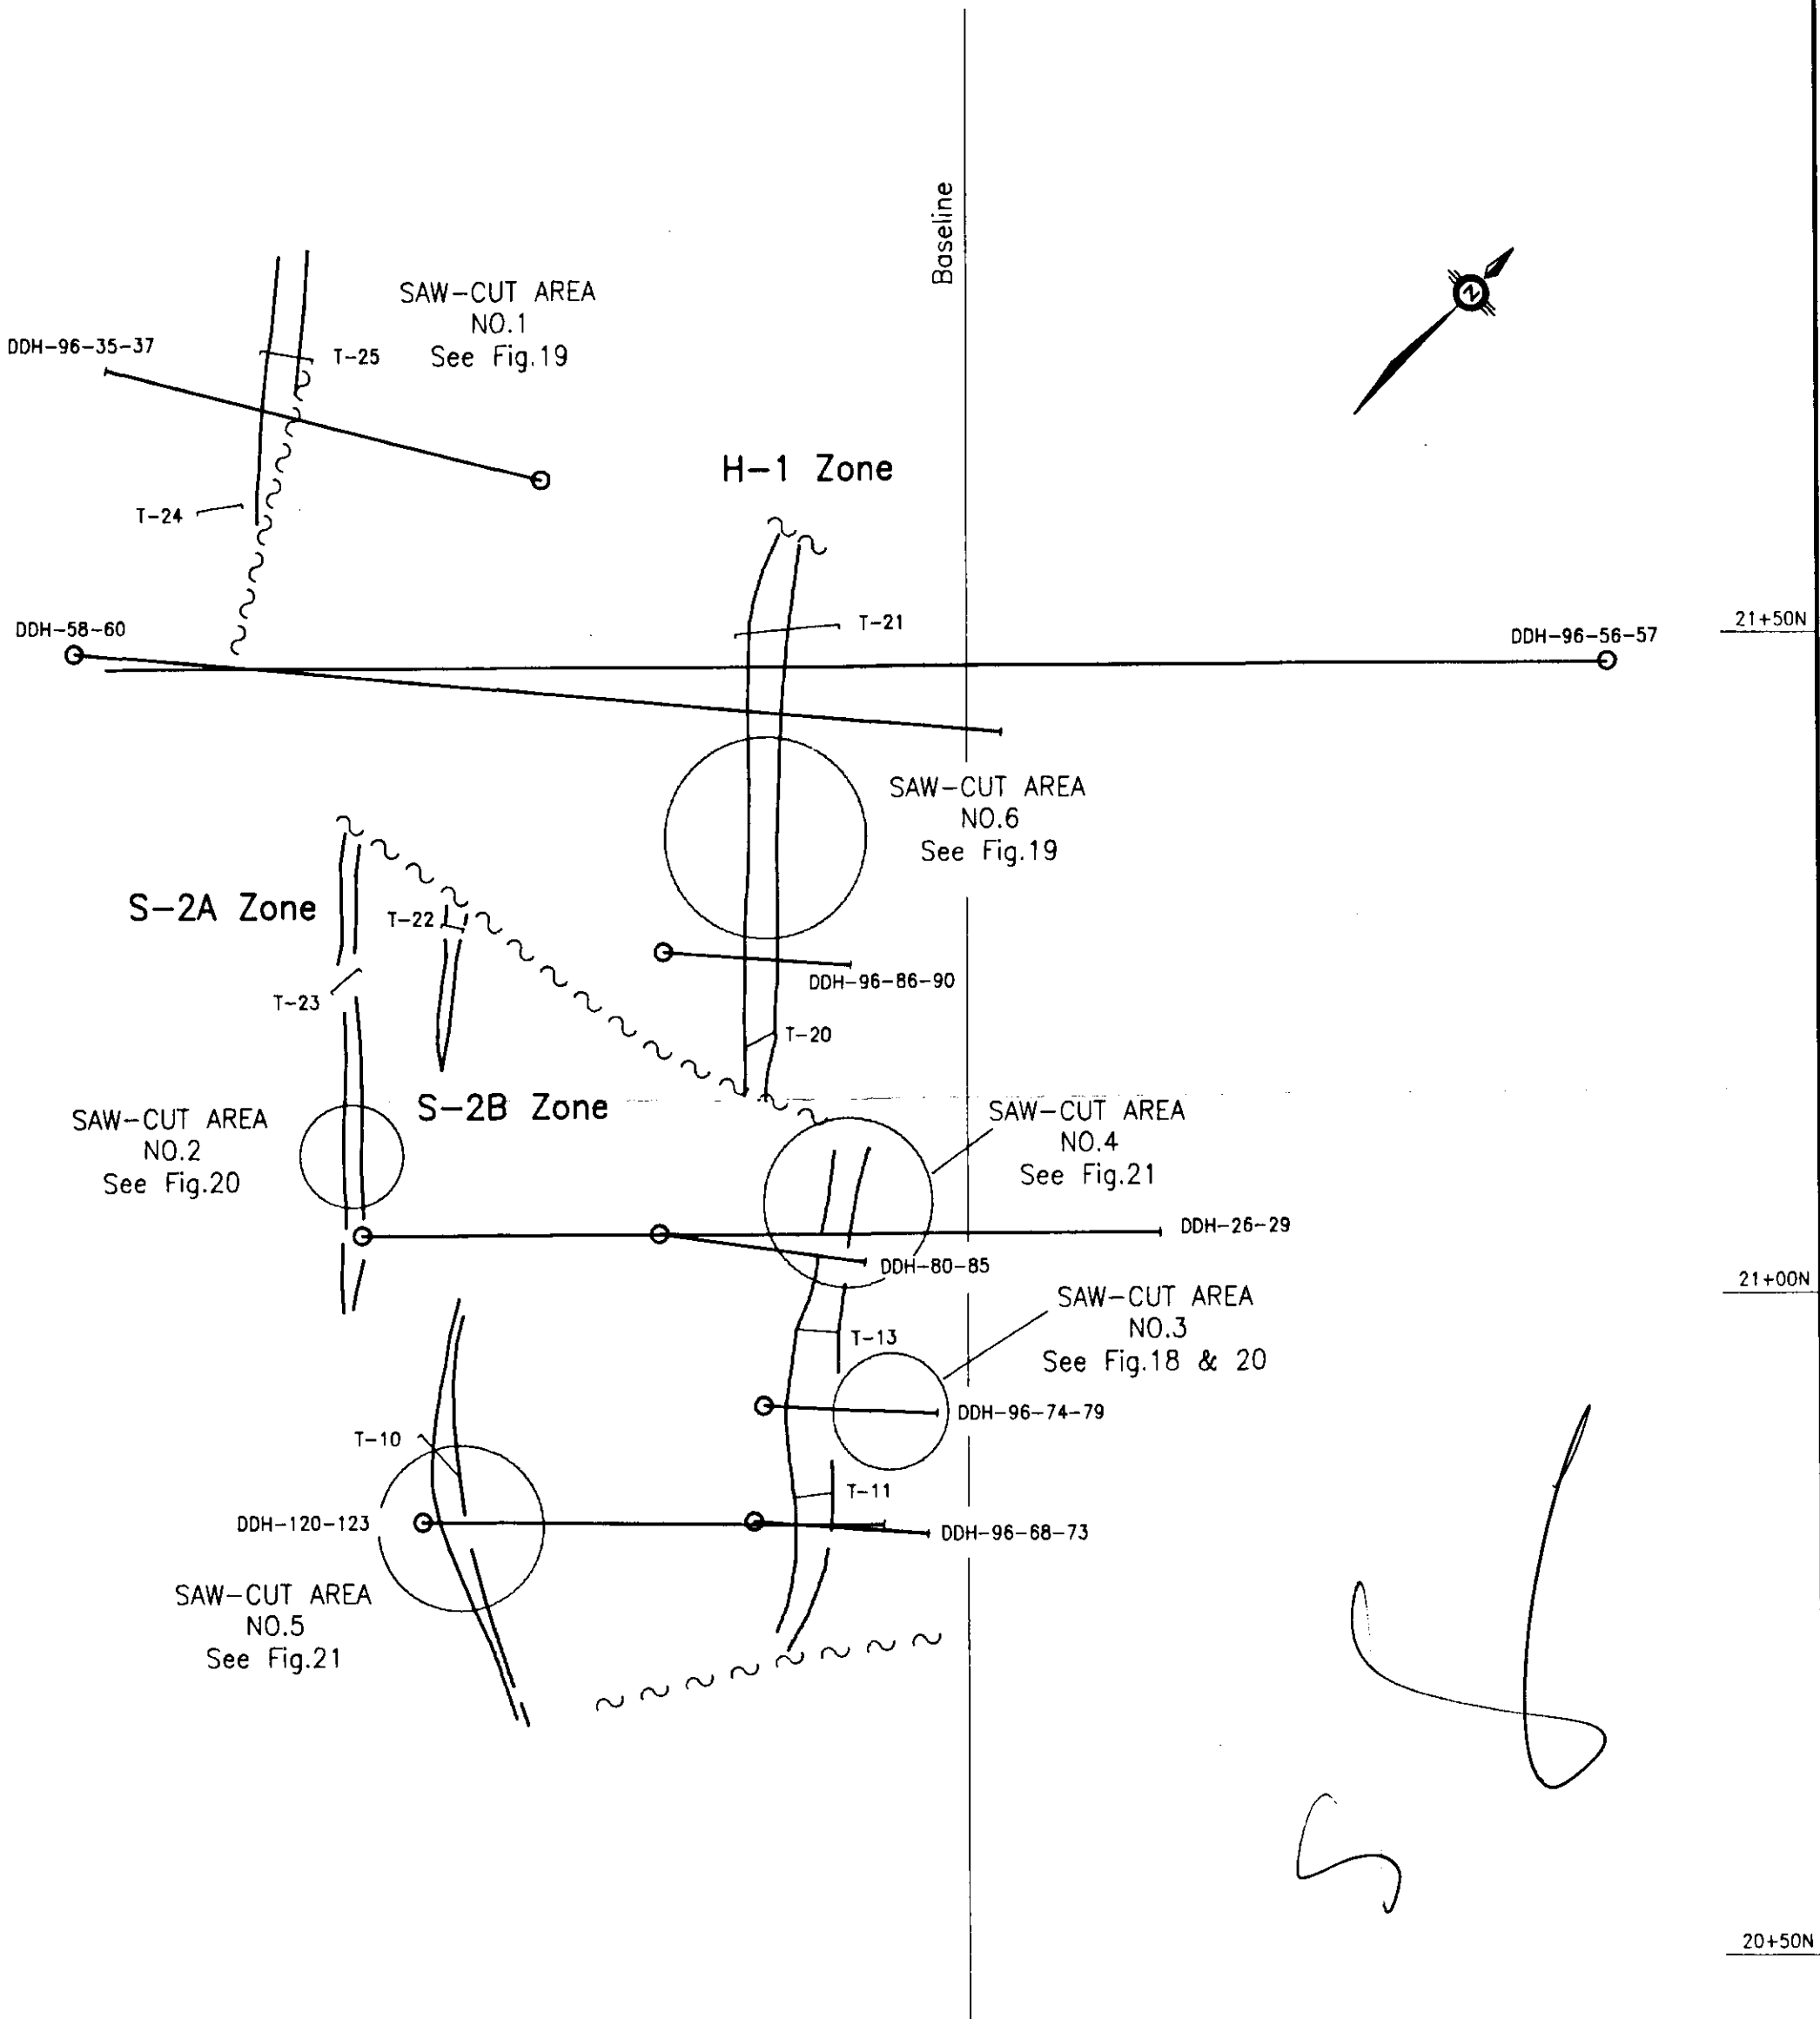 Baseline
SAW-CUT AREA
NO.1
See Fig.19
DDH-96-35-37
T-25
H-1 Zone
T-24
T-21
21+50N
DDH-58-60
DDH-96-56-57
SAW-CUT AREA
NO.6
See Fig.19
S-2A Zone
T-22
DDH-96-86-90
T-23
T-20
S-2B Zone
SAW-CUT AREA
NO.2
See Fig.20
SAW-CUT AREA
NO.4
See Fig.21
DDH-26-29
DDH-80-85
21+00N
SAW-CUT AREA
NO.3
See Fig.18 & 20
T-13
DDH-96-74-79
T-10
T-11
DDH-120-123
DDH-96-68-73
SAW-CUT AREA
NO.5
See Fig.21
20+50N
N